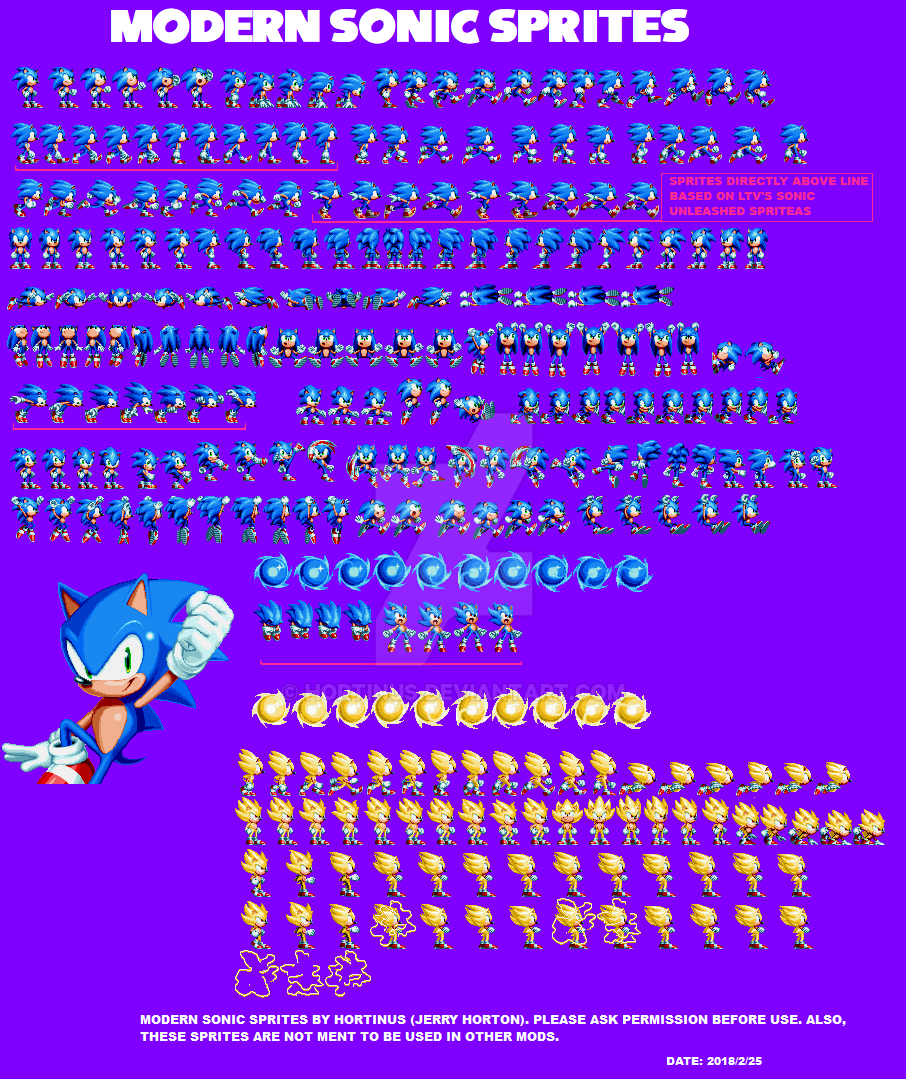 MODERN SONIC SPRITES
SPRITES DIRECTLY ABOVE LINE
BASED ON LTV'S SONIC
UNLEASHED SPRITEAS
© HORTINUS.DEVIANTART.COM
MODERN SONIC SPRITES BY HORTINUS (JERRY HORTON). PLEASE ASK PERMISSION BEFORE USE. ALSO,
THESE SPRITES ARE NOT MENT TO BE USED IN OTHER MODS.
DATE: 2018/2/25